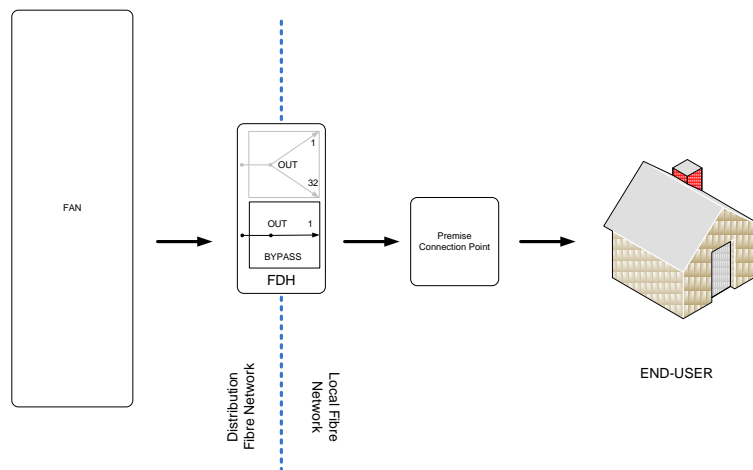 FAN
1
OUT
32
OUT 1
BYPASS
FDH
Premise
Connection Point
END-USER
Distribution
Fibre Network
Local Fibre
Network